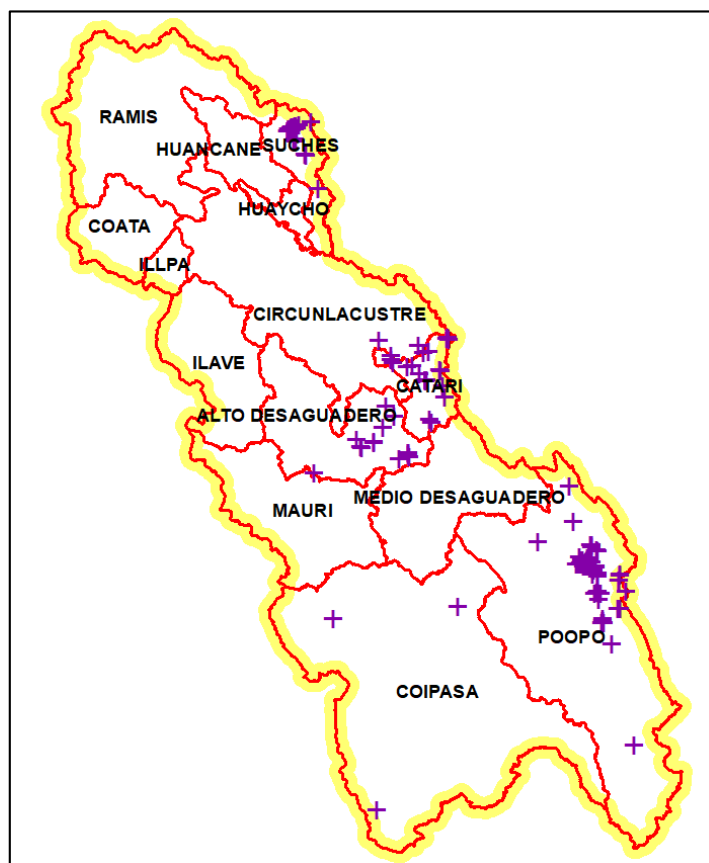 RAMIS
HUANCANE
SUCHES
HUAYCHO
COATA
ILLPA
CIRCUNLACUSTRE
ILAVE
CATARI
ALTO DESAGUADERO
MEDIO DESAGUADERO
MAURI
POOPO
COIPASA